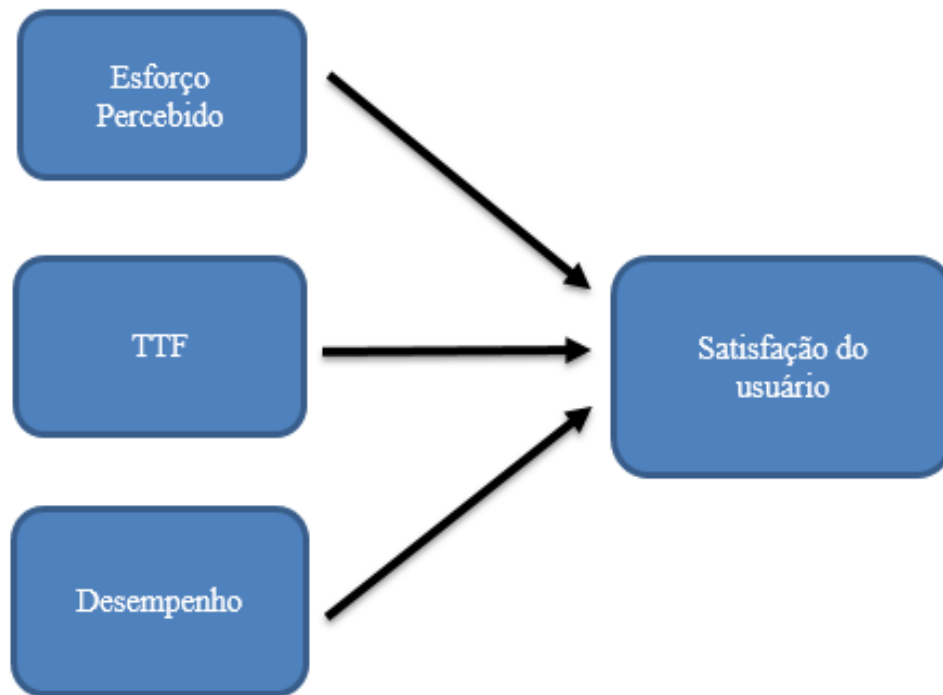 Esforço
Percebido
TTF
Satisfação do
usuário
Desempenho